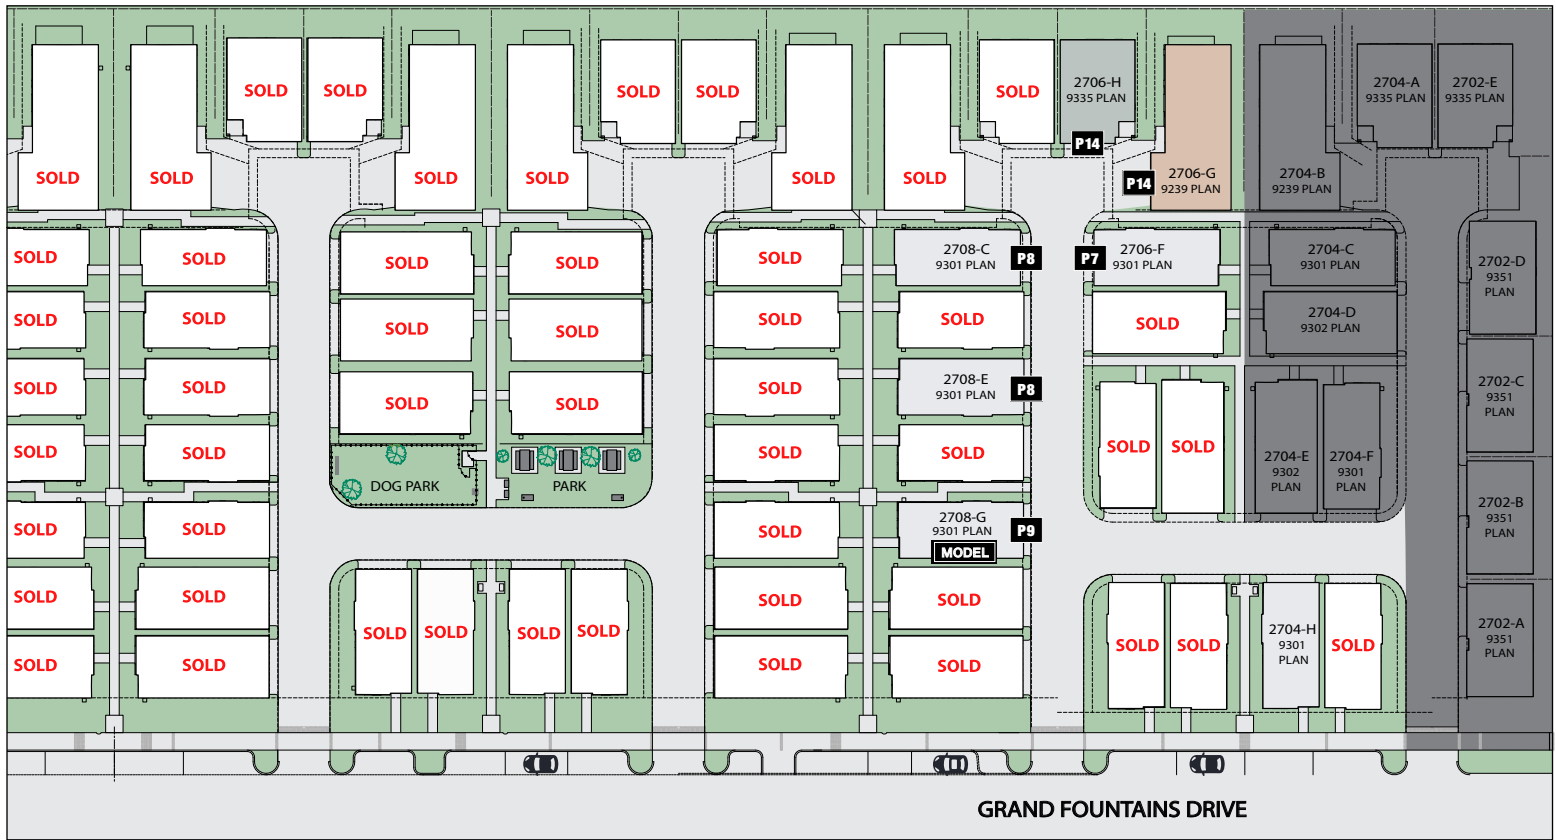 SOLD
SOLD
SOLD
SOLD
SOLD
2706-H
9335 PLAN
2704-A
9335 PLAN
2702-E
9335 PLAN
P14
SOLD
SOLD
SOLD
SOLD
SOLD
SOLD
P14
2706-G
9239 PLAN
2704-B
9239 PLAN
SOLD
SOLD
SOLD
SOLD
SOLD
2708-C
9301 PLAN
P8
P7
2706-F
9301 PLAN
2704-C
9301 PLAN
2702-D
9351
PLAN
SOLD
SOLD
SOLD
SOLD
SOLD
SOLD
SOLD
2704-D
9302 PLAN
SOLD
SOLD
SOLD
SOLD
SOLD
2708-E
9301 PLAN
P8
2702-C
9351
PLAN
SOLD
SOLD
SOLD
SOLD
SOLD
SOLD
2704-E
9302
PLAN
2704-F
9301
PLAN
DOG PARK
PARK
SOLD
SOLD
SOLD
2708-G
9301 PLAN
MODEL
P9
2702-B
9351
PLAN
SOLD
SOLD
SOLD
SOLD
SOLD
SOLD
SOLD
SOLD
SOLD
SOLD
2704-H
9301
PLAN
SOLD
2702-A
9351
PLAN
SOLD
SOLD
SOLD
SOLD
GRAND FOUNTAINS DRIVE